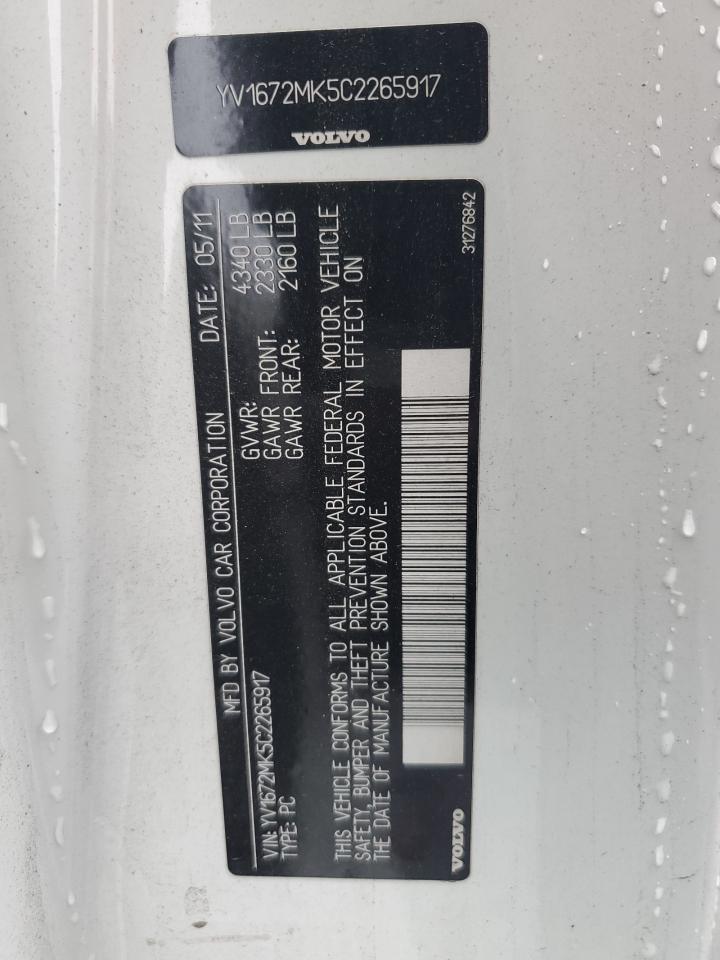 YV1672MK5C2265917
VOLVO
MFD BY VOLVO CAR CORPORATION DATE: 05/11
VIN: YV1672MK5C2265917 GVWR: 4340 LB
TYPE: PC GAWR FRONT: 2330 LB
GAWR REAR: 2160 LB
THIS VEHICLE CONFORMS TO ALL APPLICABLE FEDERAL MOTOR VEHICLE
SAFETY, BUMPER AND THEFT PREVENTION STANDARDS IN EFFECT ON
THE DATE OF MANUFACTURE SHOWN ABOVE.
VOLVO 31276842